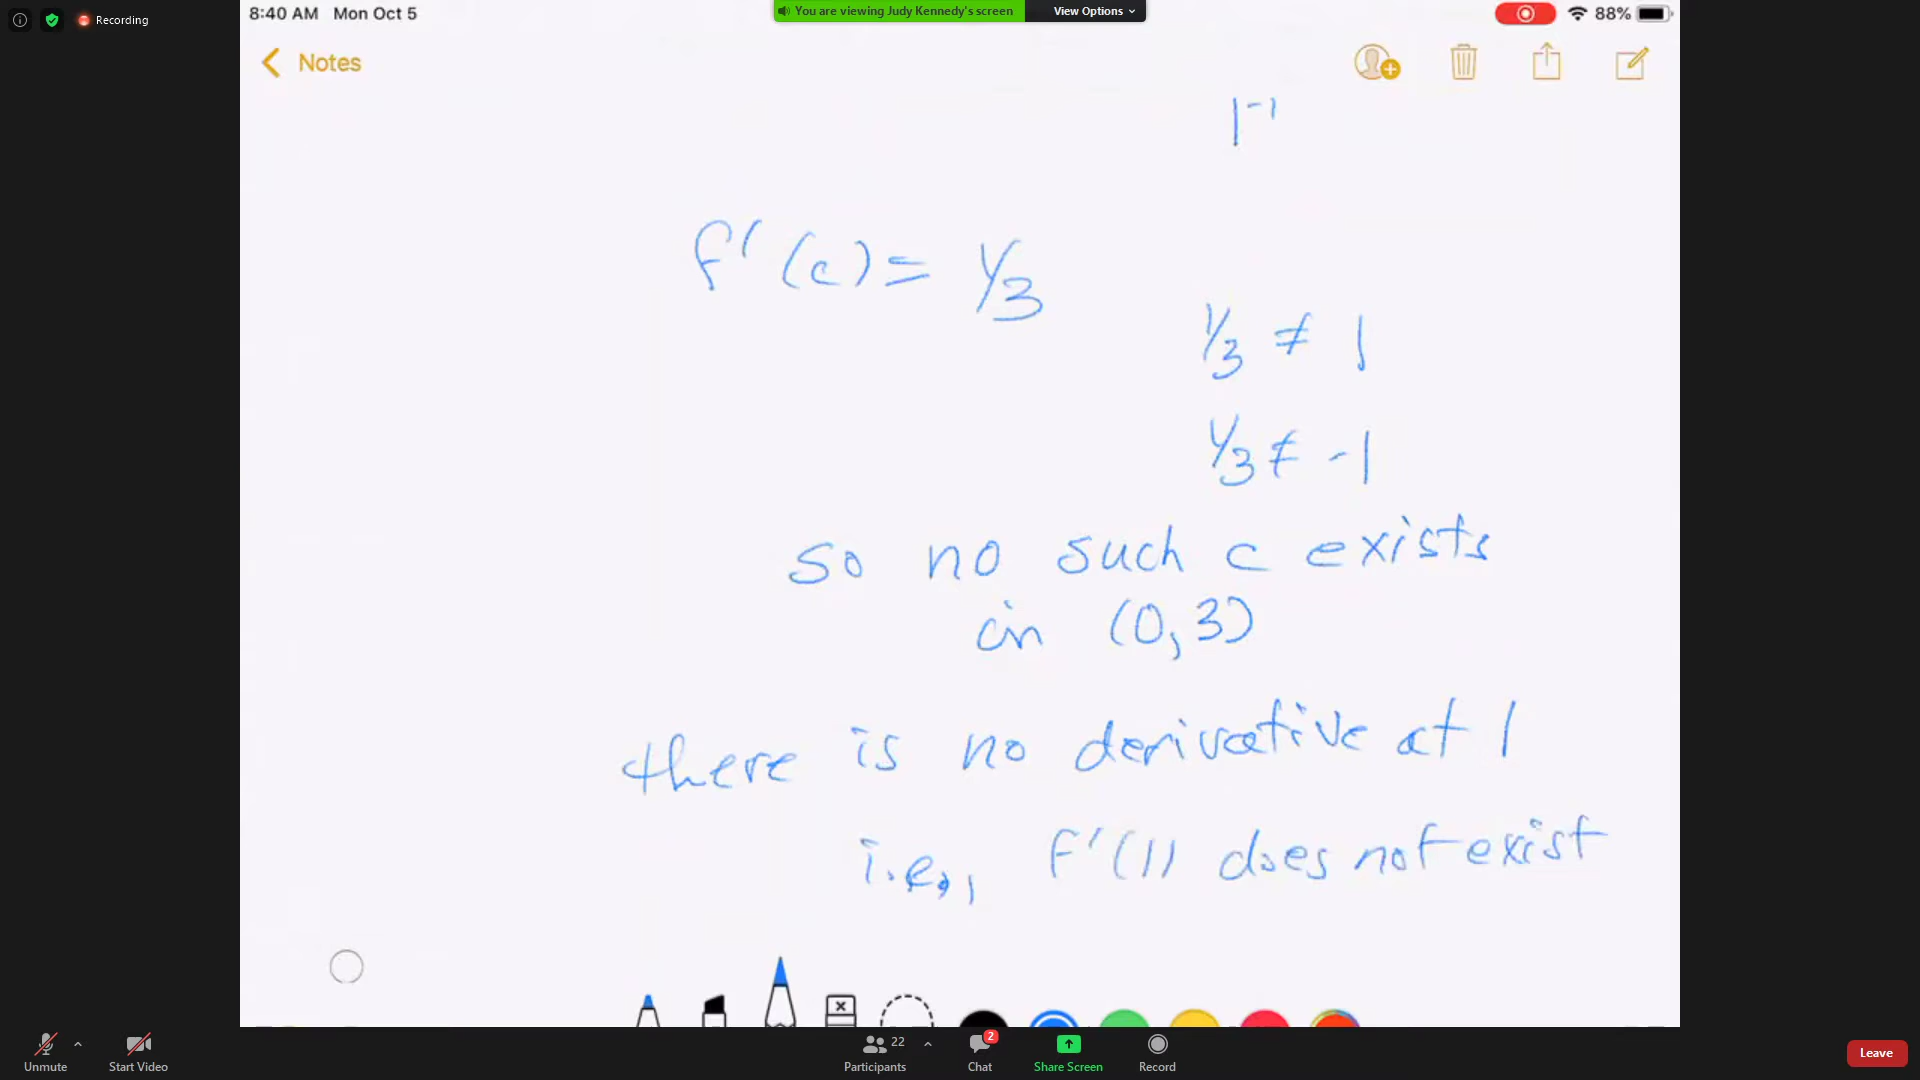 Recording
8:40 AM Mon Oct 5
You are viewing Judy Kennedy's screen
View Options
88%
Notes
f'(c) = 1/3
1/3 ≠ 1
1/3 ≠ -1
so no such c exists
in (0, 3)
there is no derivative at 1
i.e., f'(1) does not exist
Unmute
Start Video
22
Participants
2
Chat
Share Screen
Record
Leave